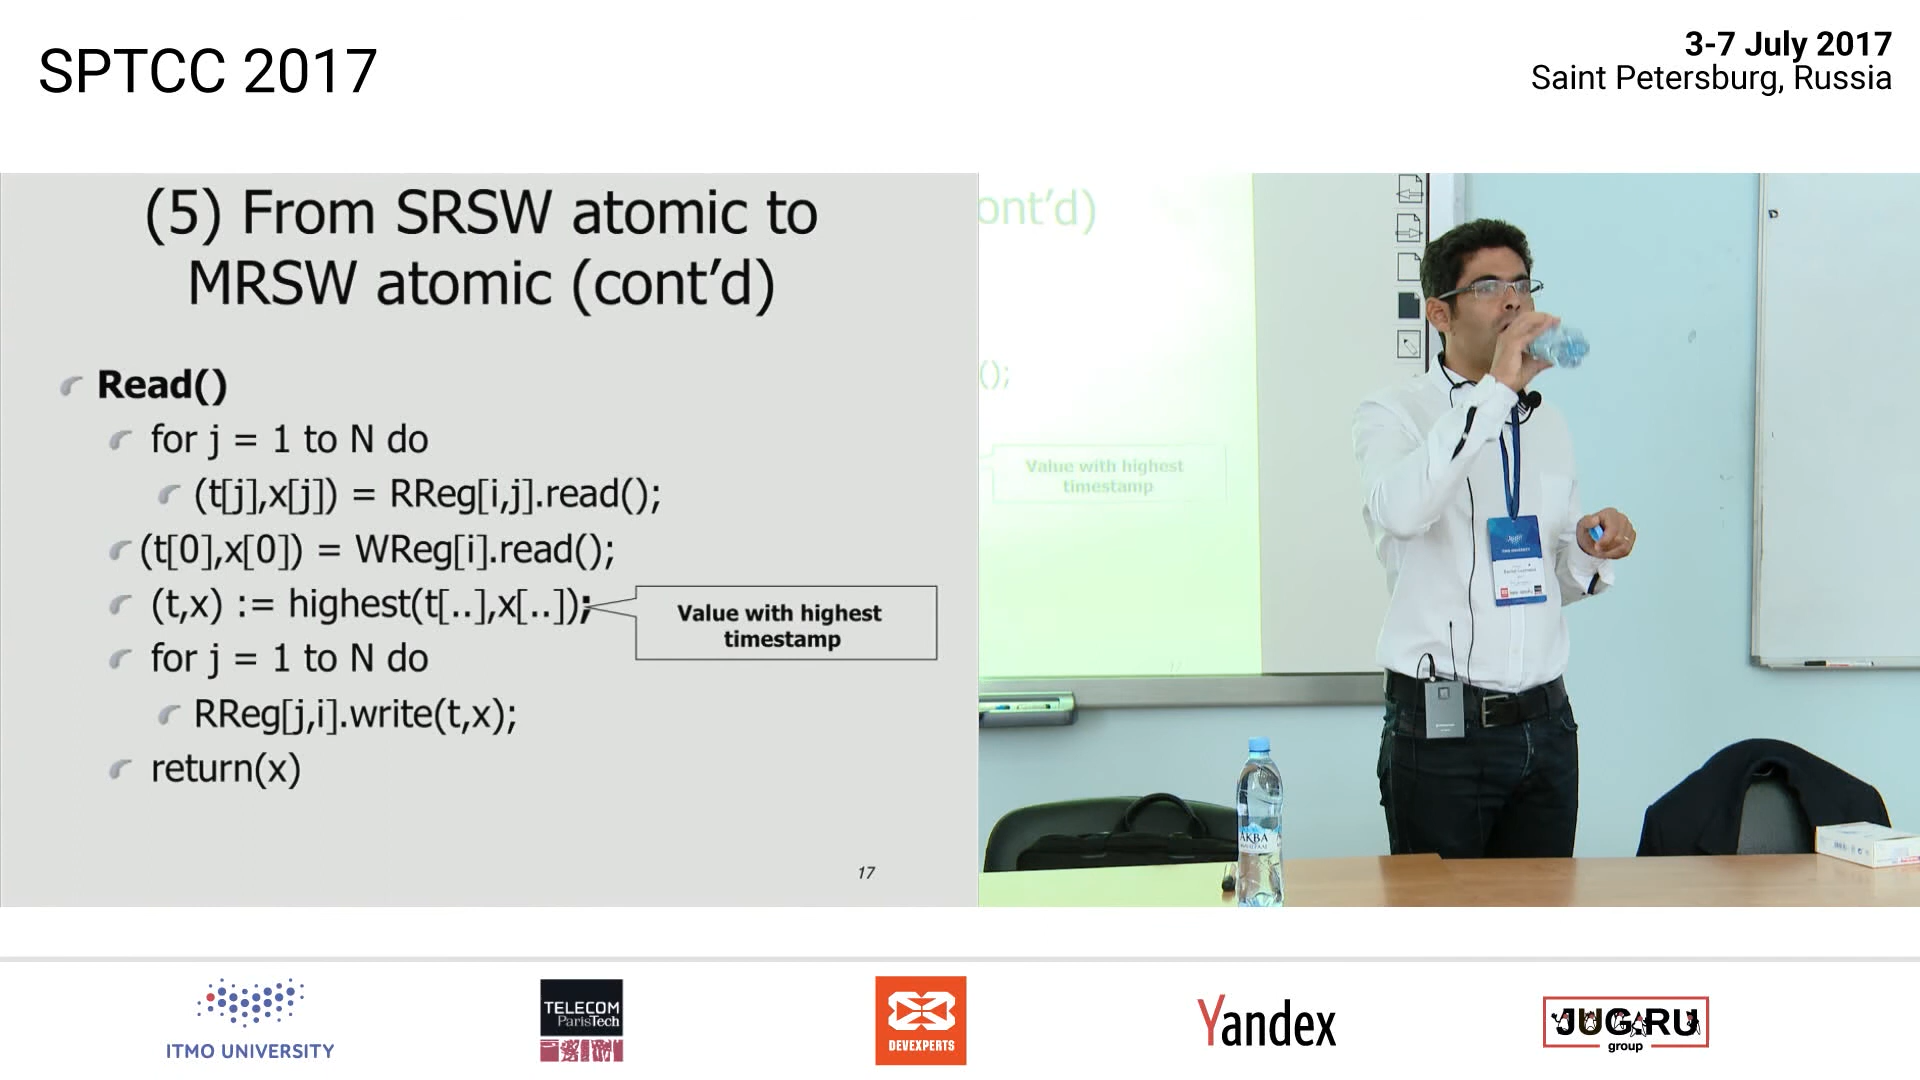 SPTCC 2017
3-7 July 2017
Saint Petersburg, Russia
(5) From SRSW atomic to
MRSW atomic (cont’d)
Read()
for j = 1 to N do
(t[j],x[j]) = RReg[i,j].read();
(t[0],x[0]) = WReg[i].read();
(t,x) := highest(t[..],x[..]);
Value with highest
timestamp
for j = 1 to N do
RReg[j,i].write(t,x);
return(x)
17
ont’d)
();
Value with highest
timestamp
АКВА
ITMO UNIVERSITY
TELECOM
ParisTech
DEVEXPERTS
Yandex
JUG.RU
group